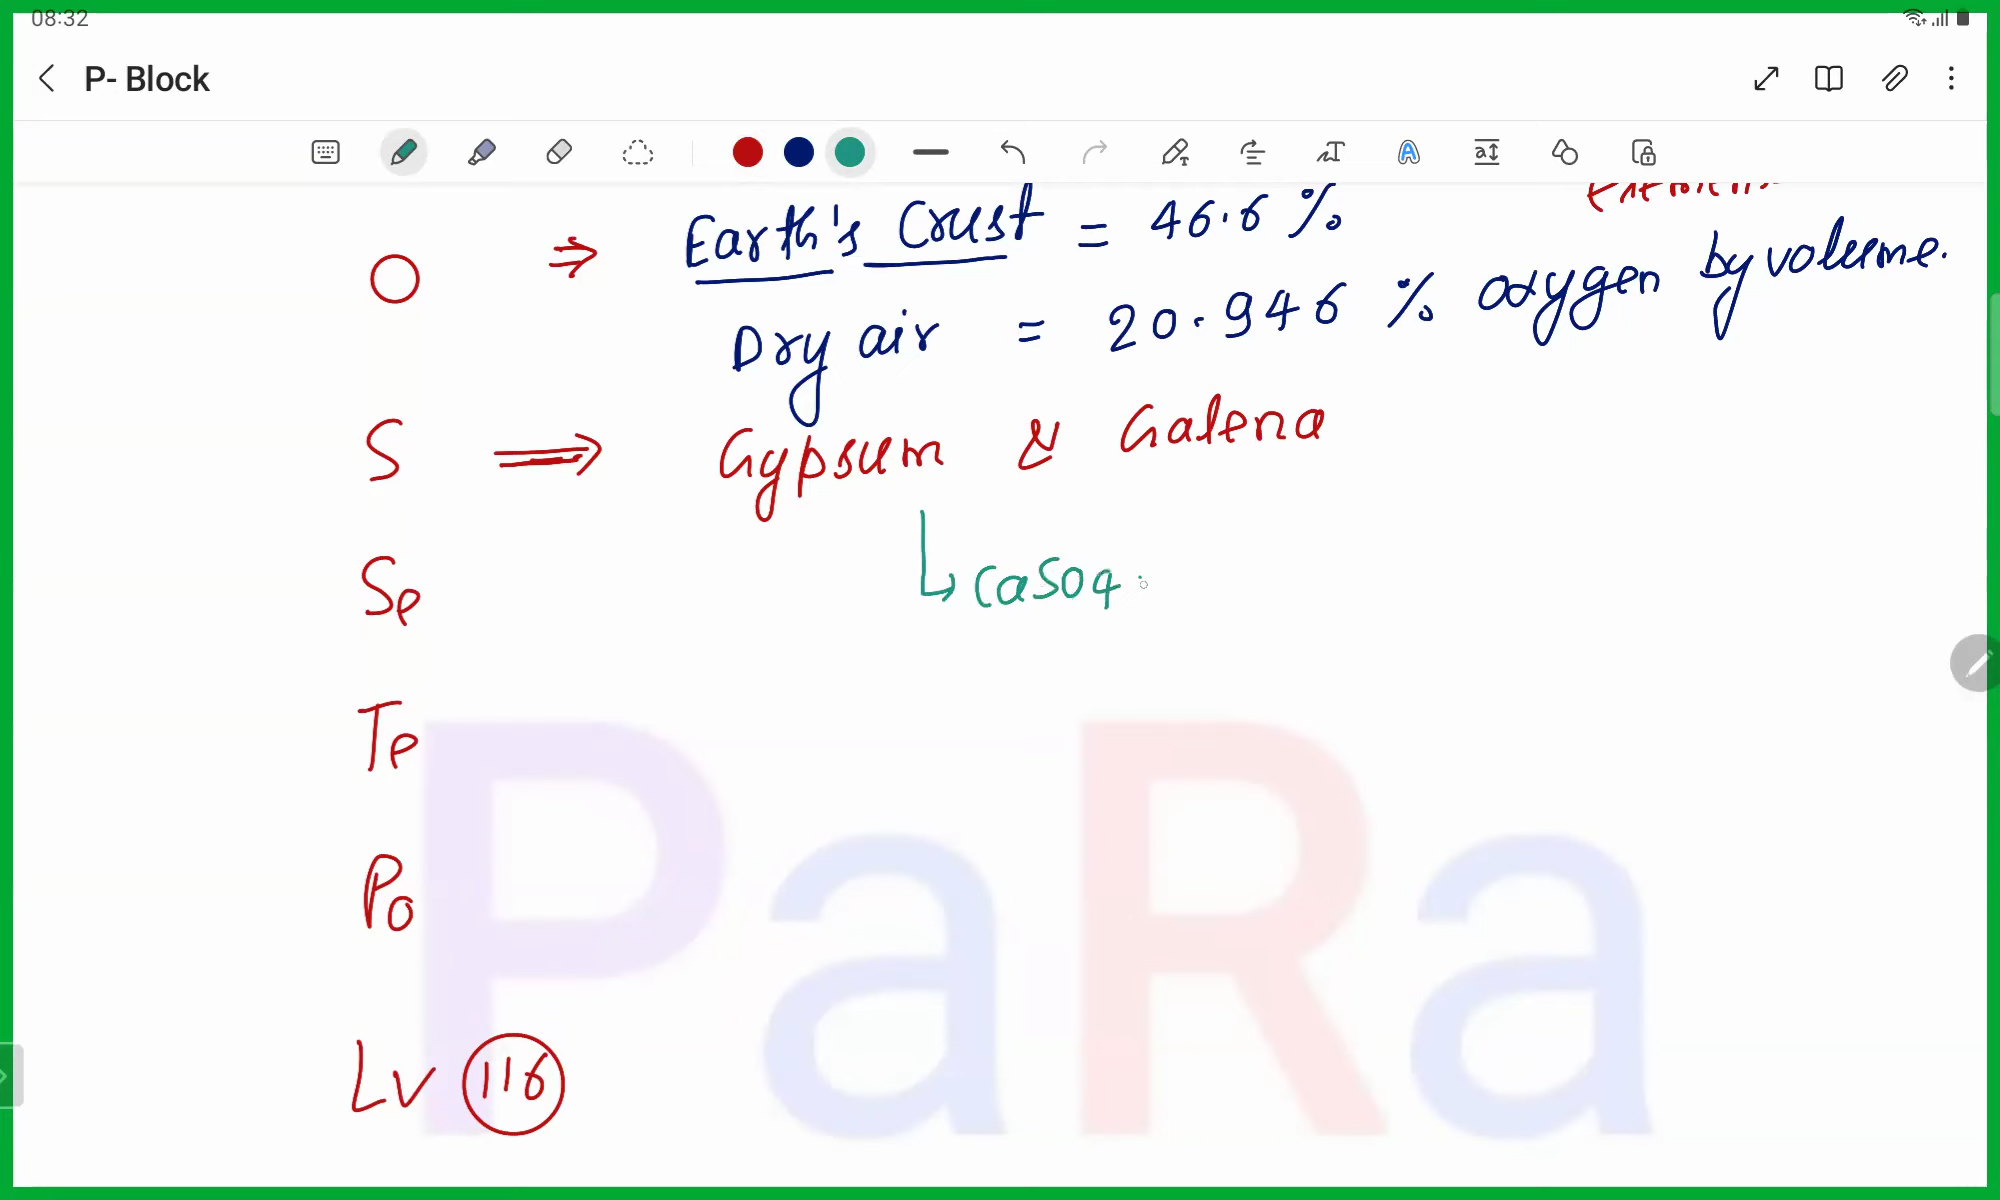 08:32
P- Block
O ⇒ Earth's Crust = 46.6 %
Dry air = 20.946 % oxygen by volume.
S ⟹ Gypsum & Galena
↳ CaSO4 ·
Se
Te
Po
Lv 116
PaRa